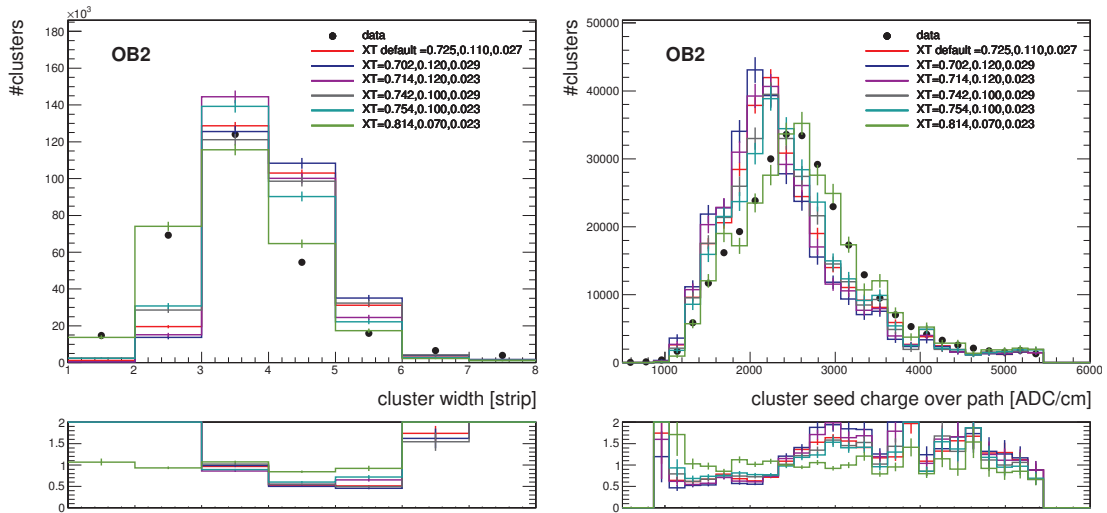 ×10³
#clusters
OB2
data
XT default =0.725,0.110,0.027
XT=0.702,0.120,0.029
XT=0.714,0.120,0.023
XT=0.742,0.100,0.029
XT=0.754,0.100,0.023
XT=0.814,0.070,0.023
180
160
140
120
100
80
60
40
20
0
1 2 3 4 5 6 7 8
cluster width [strip]
2
1.5
1
0.5
0
#clusters
OB2
data
XT default =0.725,0.110,0.027
XT=0.702,0.120,0.029
XT=0.714,0.120,0.023
XT=0.742,0.100,0.029
XT=0.754,0.100,0.023
XT=0.814,0.070,0.023
50000
40000
30000
20000
10000
0
1000 2000 3000 4000 5000 6000
cluster seed charge over path [ADC/cm]
2
1.5
1
0.5
0